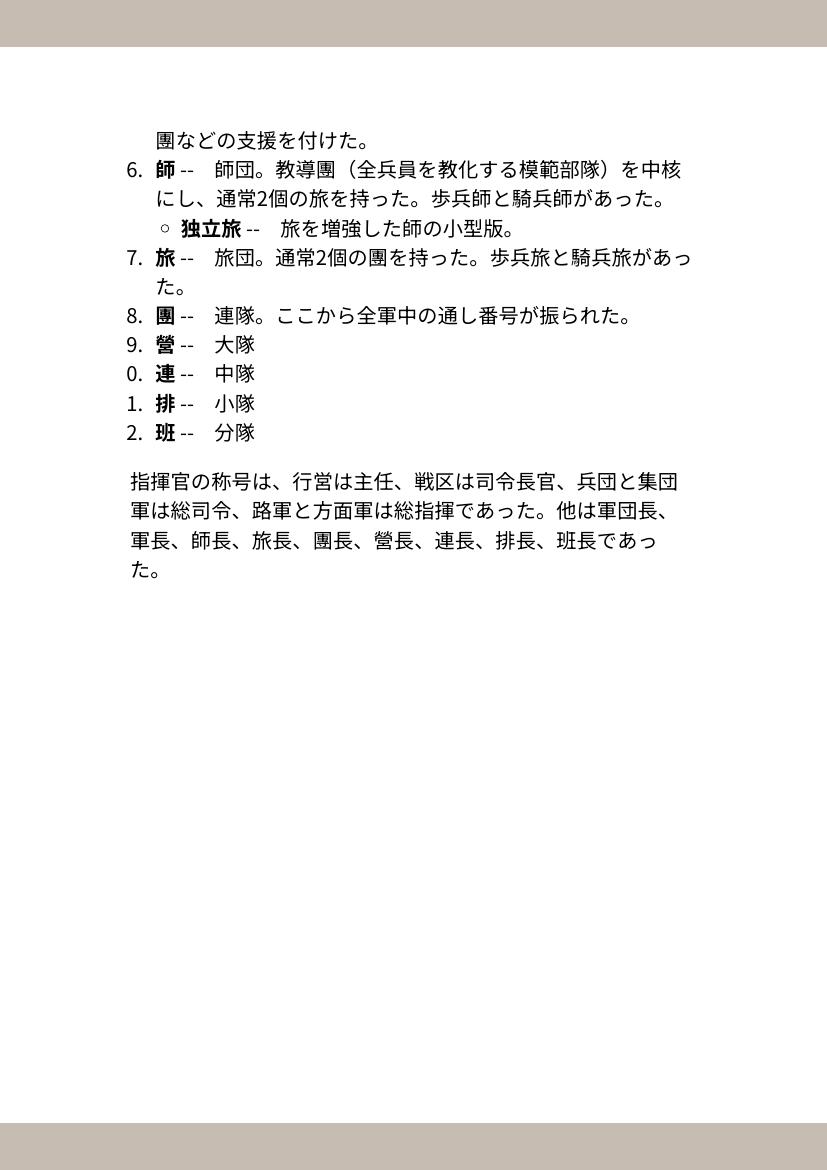 團などの支援を付けた。
6. 師 --　師団。教導團（全兵員を教化する模範部隊）を中核
にし、通常2個の旅を持った。歩兵師と騎兵師があった。
○ 独立旅 --　旅を増強した師の小型版。
7. 旅 --　旅団。通常2個の團を持った。歩兵旅と騎兵旅があっ
た。
8. 團 --　連隊。ここから全軍中の通し番号が振られた。
9. 營 --　大隊
0. 連 --　中隊
1. 排 --　小隊
2. 班 --　分隊
指揮官の称号は、行営は主任、戦区は司令長官、兵団と集団
軍は総司令、路軍と方面軍は総指揮であった。他は軍団長、
軍長、師長、旅長、團長、營長、連長、排長、班長であっ
た。